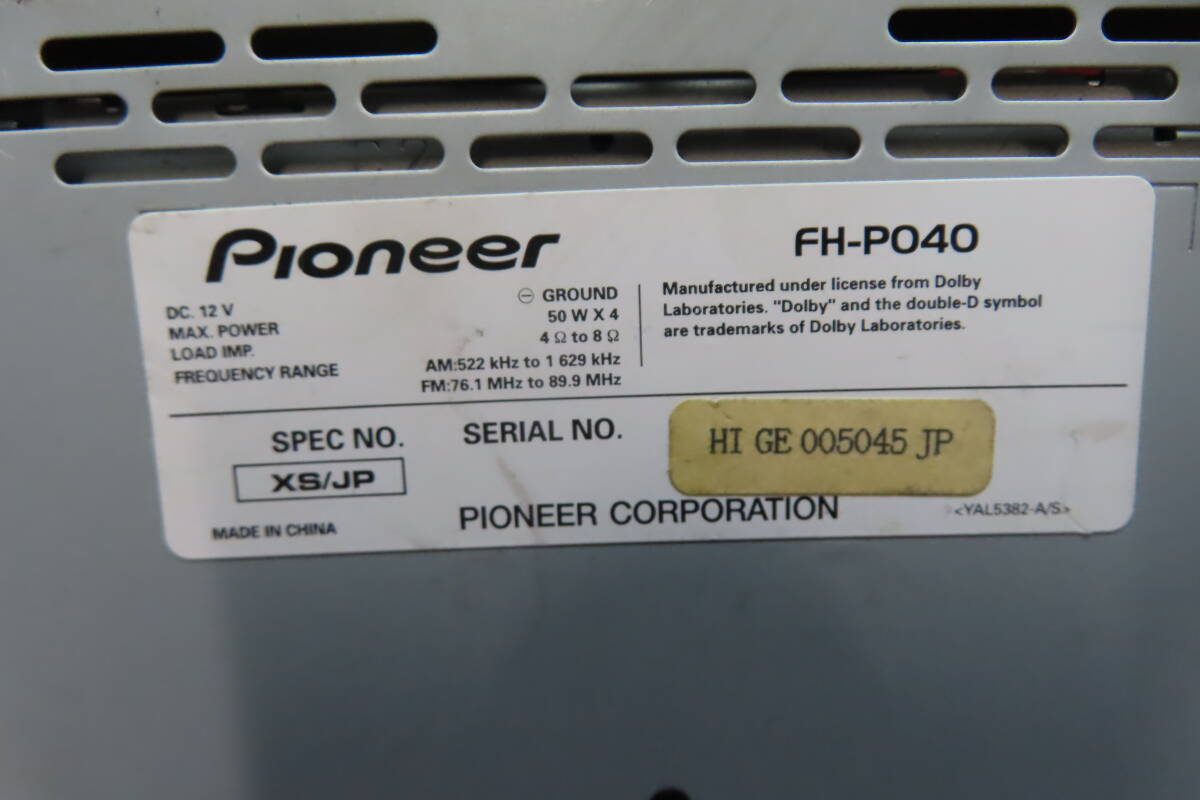 Pioneer
FH-P040
DC. 12 V ⊖ GROUND
MAX. POWER 50 W X 4
LOAD IMP. 4 Ω to 8 Ω
FREQUENCY RANGE AM:522 kHz to 1 629 kHz
FM:76.1 MHz to 89.9 MHz
Manufactured under license from Dolby
Laboratories. "Dolby" and the double-D symbol
are trademarks of Dolby Laboratories.
SPEC NO.
XS/JP
SERIAL NO.
HI GE 005045 JP
MADE IN CHINA
PIONEER CORPORATION
<YAL5382-A/S>